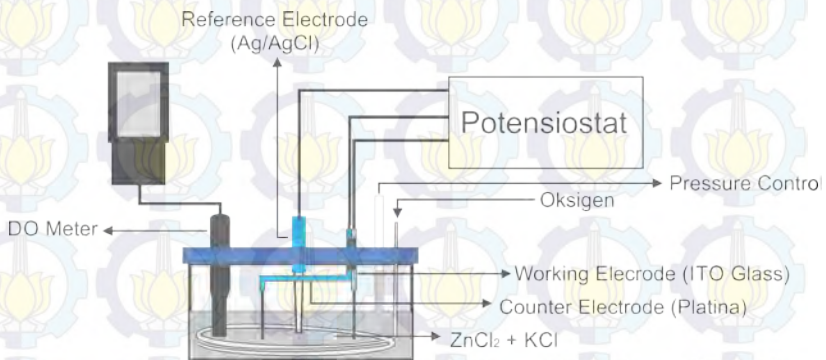 Reference Electrode
(Ag/AgCl)
Potensiostat
Pressure Control
Oksigen
DO Meter
Working Elecrode (ITO Glass)
Counter Electrode (Platina)
ZnCl₂ + KCl